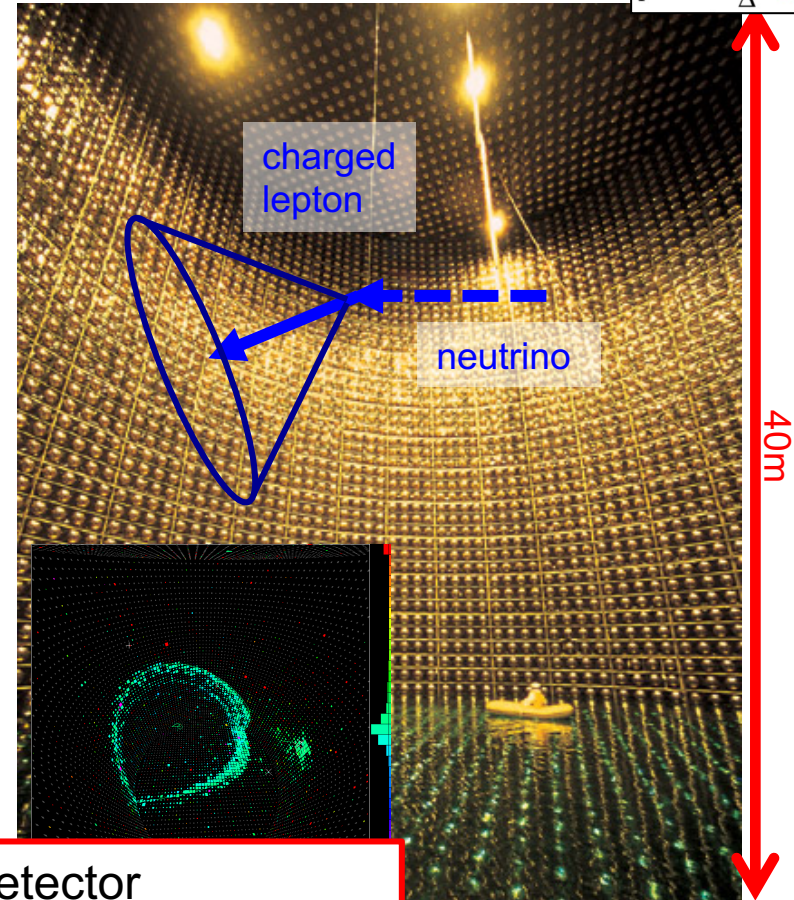 Δ
charged
lepton
neutrino
40m
etector